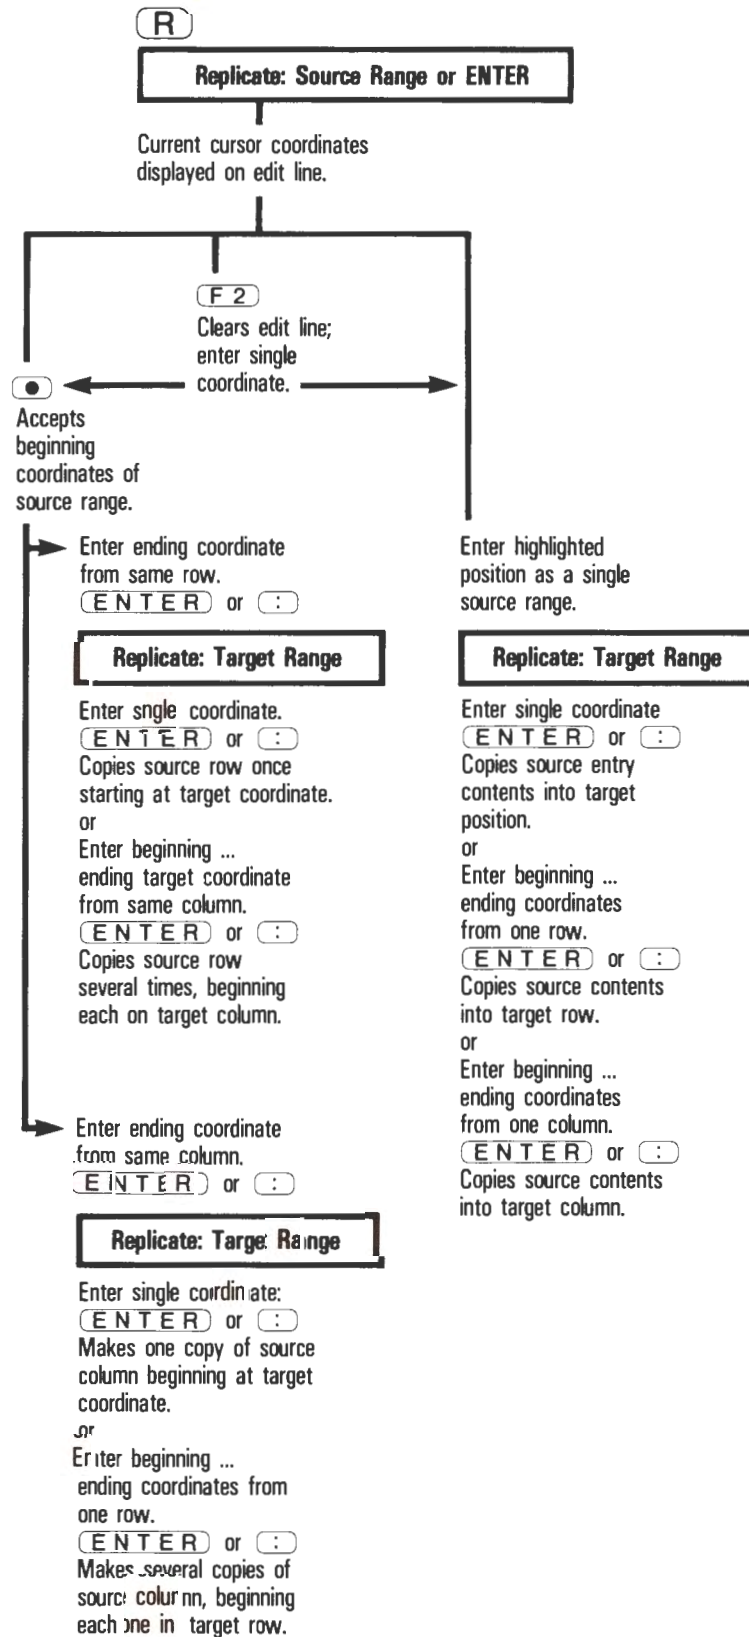 R
Replicate: Source Range or ENTER
Current cursor coordinates
displayed on edit line.
F 2
Clears edit line;
enter single
coordinate.
Accepts
beginning
coordinates of
source range.
Enter ending coordinate
from same row.
ENTER or :
Replicate: Target Range
Enter sngle coordinate.
ENTER or :
Copies source row once
starting at target coordinate.
or
Enter beginning ...
ending target coordinate
from same column.
ENTER or :
Copies source row
several times, beginning
each on target column.
Enter ending coordinate
from same column.
ENTER or :
Replicate: Target Range
Enter single coordinate:
ENTER or :
Makes one copy of source
column beginning at target
coordinate.
or
Enter beginning ...
ending coordinates from
one row.
ENTER or :
Makes several copies of
source column, beginning
each one in target row.
Enter highlighted
position as a single
source range.
Replicate: Target Range
Enter single coordinate
ENTER or :
Copies source entry
contents into target
position.
or
Enter beginning ...
ending coordinates
from one row.
ENTER or :
Copies source contents
into target row.
or
Enter beginning ...
ending coordinates
from one column.
ENTER or :
Copies source contents
into target column.